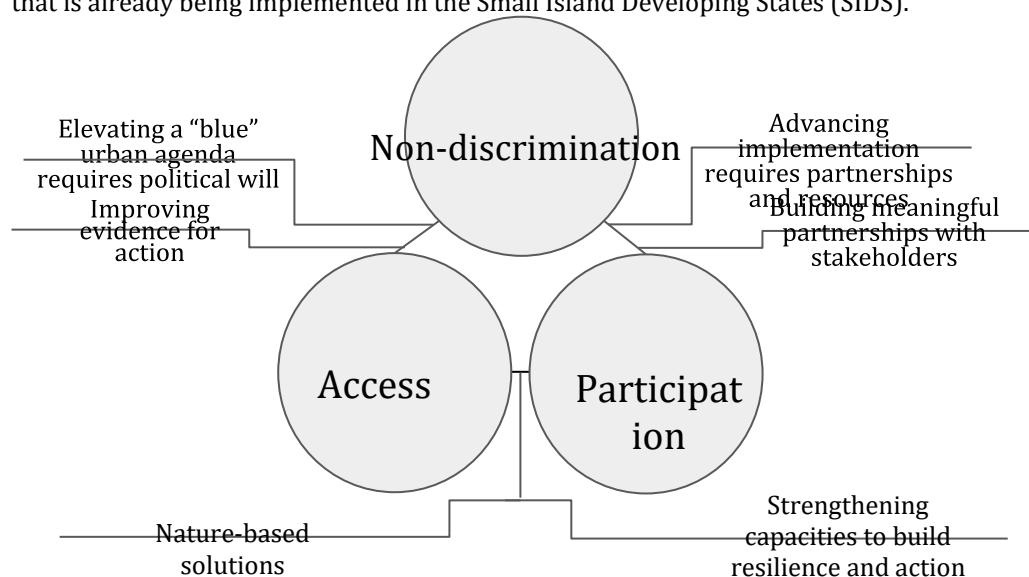 that is already being implemented in the Small Island Developing States (SIDS).
Non-discrimination
Elevating a “blue”
urban agenda
requires political will
Improving
evidence for
action
Advancing
implementation
requires partnerships
and resources
Building meaningful
partnerships with
stakeholders
Access
Participat
ion
Nature-based
solutions
Strengthening
capacities to build
resilience and action